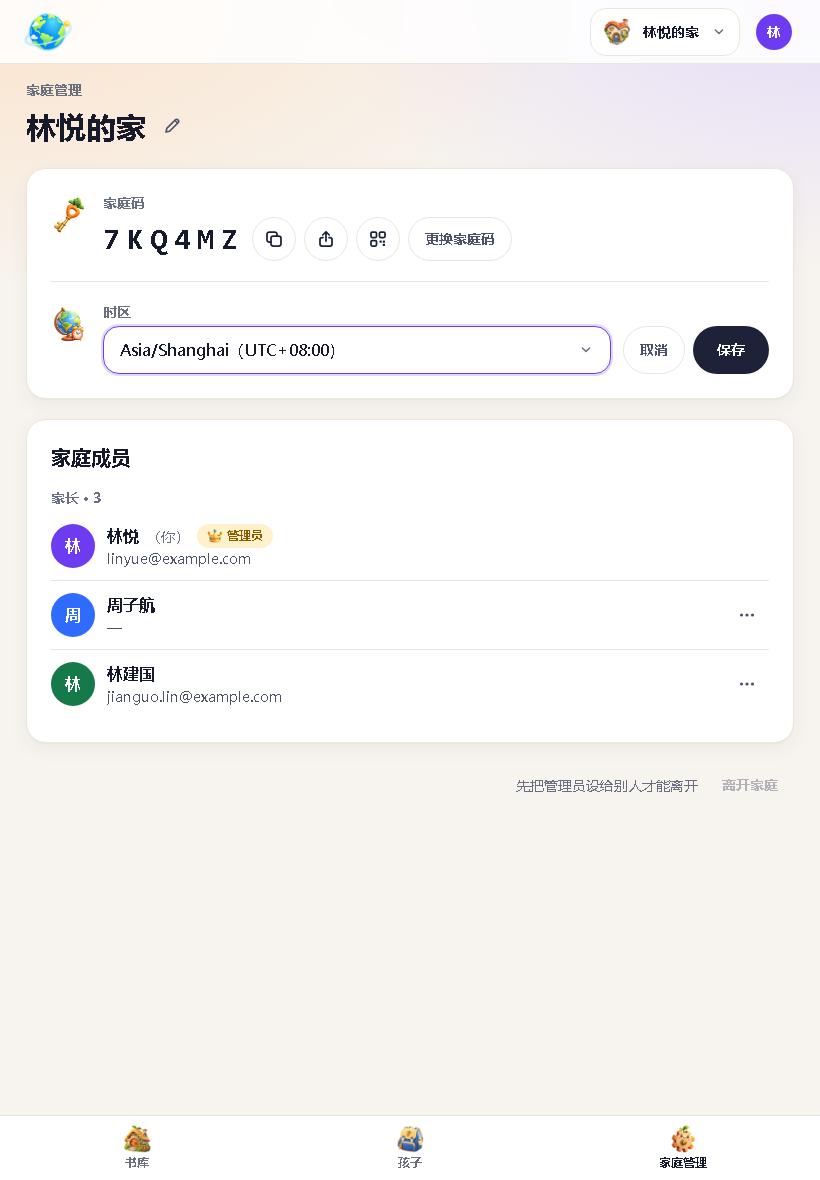 林悦的家
林
家庭管理
林悦的家
家庭码
7KQ4MZ
更换家庭码
时区
Asia/Shanghai（UTC+08:00）
取消
保存
家庭成员
家长 • 3
林
林悦 （你） 管理员
linyue@example.com
周
周子航
—
林
林建国
jianguo.lin@example.com
先把管理员设给别人才能离开 离开家庭
书库 孩子 家庭管理